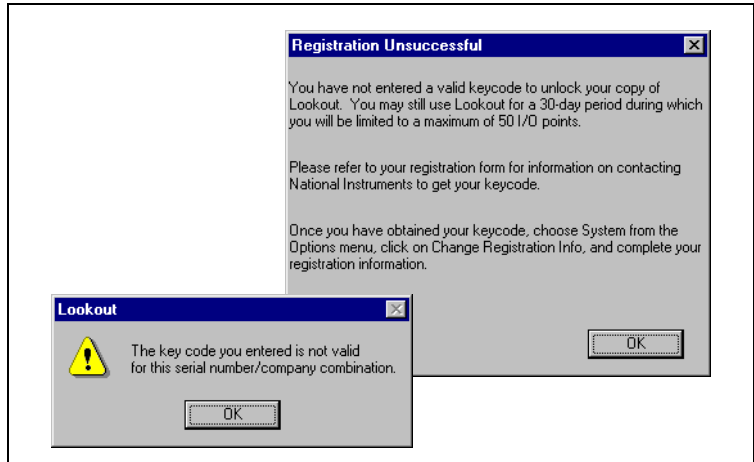 Registration Unsuccessful
You have not entered a valid keycode to unlock your copy of
Lookout. You may still use Lookout for a 30-day period during which
you will be limited to a maximum of 50 I/O points.
Please refer to your registration form for information on contacting
National Instruments to get your keycode.
Once you have obtained your keycode, choose System from the
Options menu, click on Change Registration Info, and complete your
registration information.
OK
Lookout
The key code you entered is not valid
for this serial number/company combination.
OK